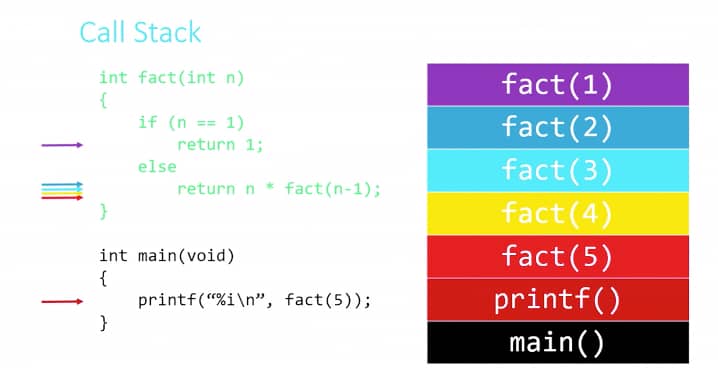 Call Stack
int fact(int n)
{
if (n == 1)
return 1;
else
return n * fact(n-1);
}
int main(void)
{
printf(“%i\n”, fact(5));
}
fact(1)
fact(2)
fact(3)
fact(4)
fact(5)
printf()
main()